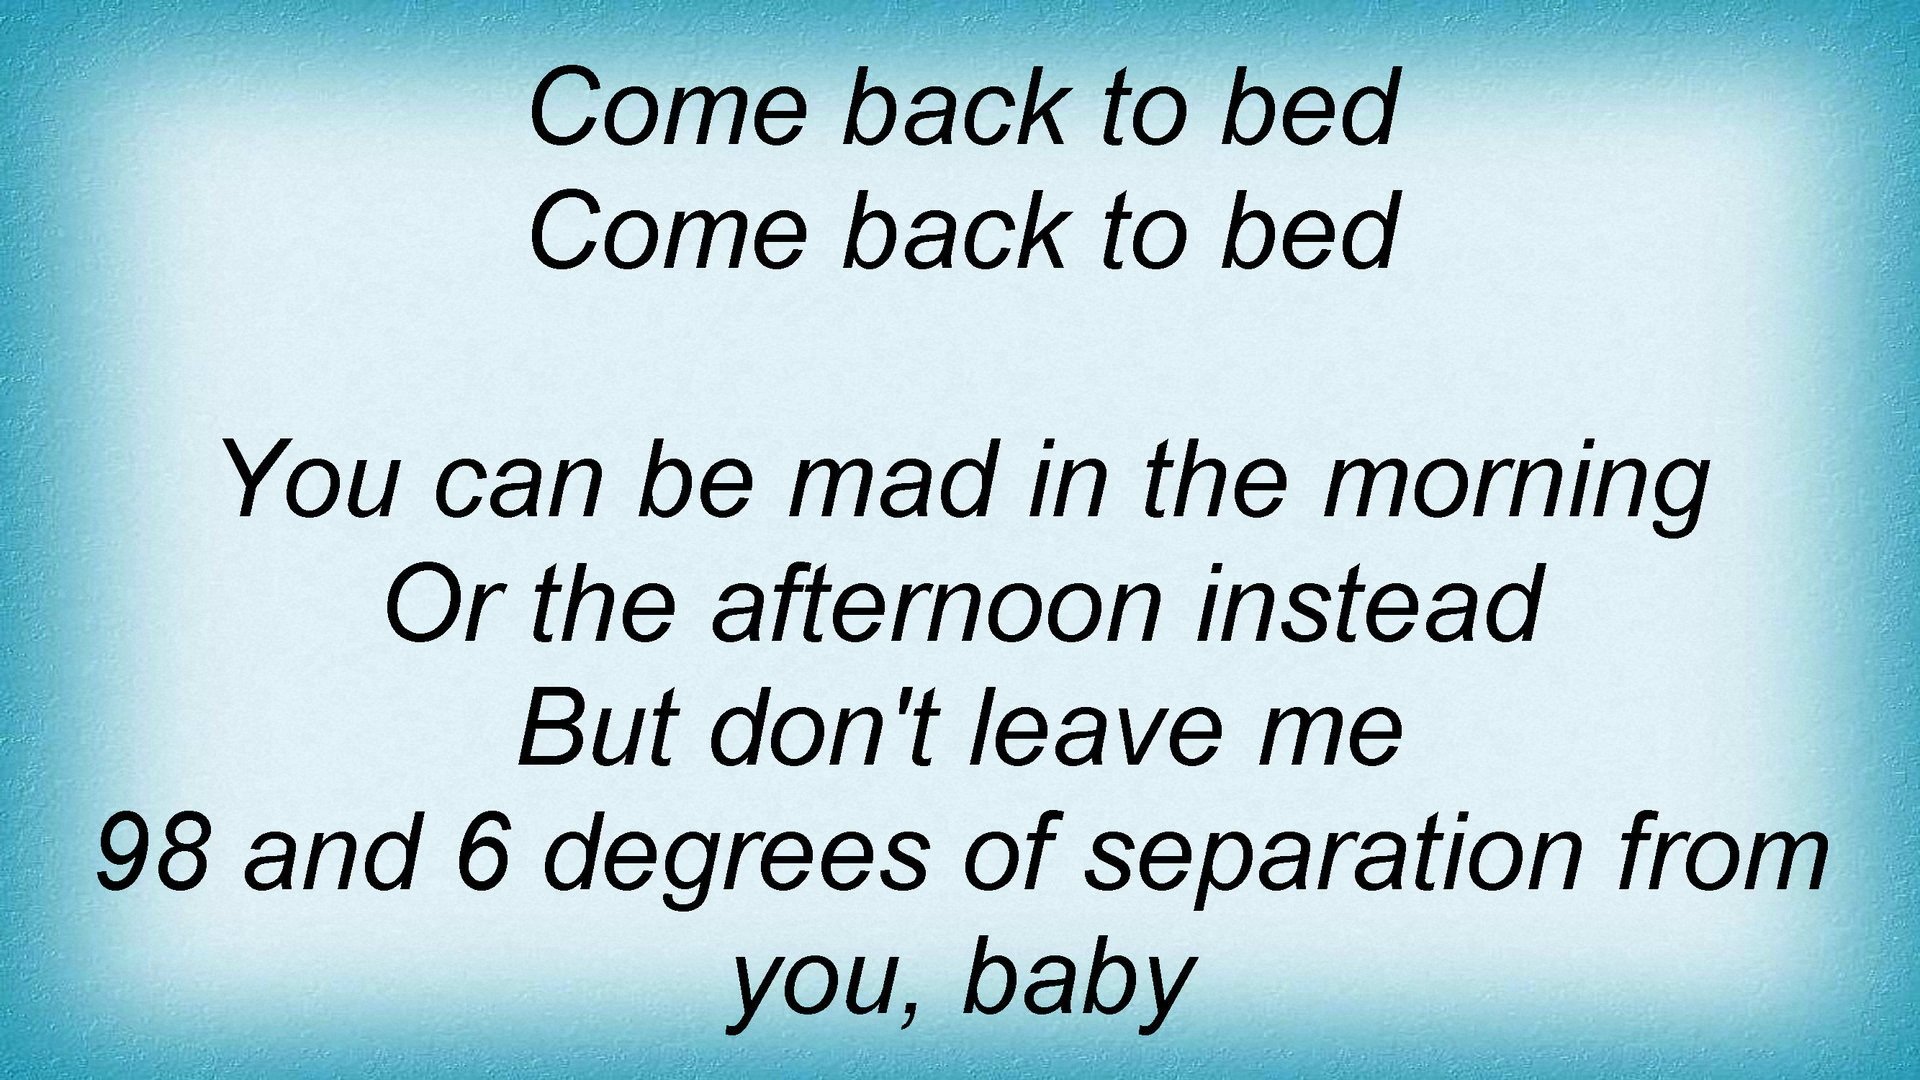 Come back to bed
Come back to bed
You can be mad in the morning
Or the afternoon instead
But don't leave me
98 and 6 degrees of separation from
you, baby